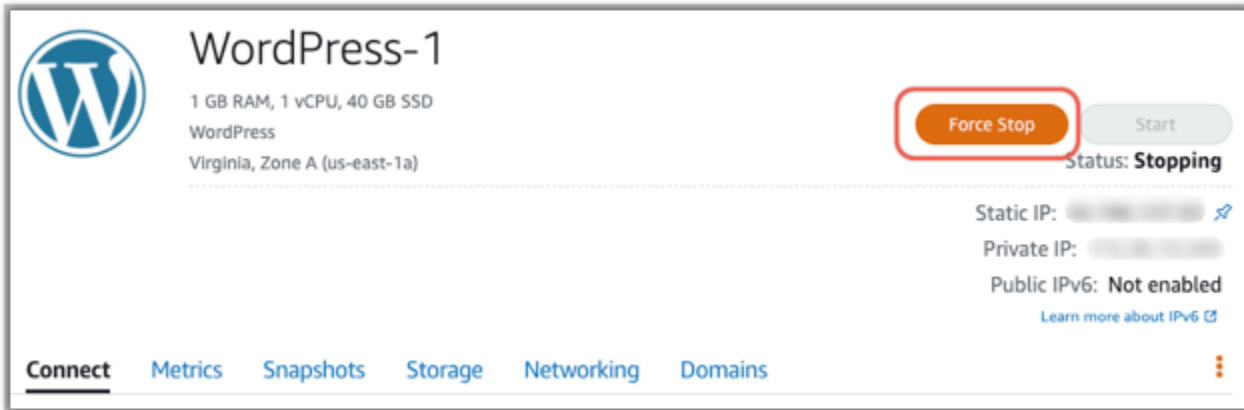 WordPress-1
1 GB RAM, 1 vCPU, 40 GB SSD
WordPress
Virginia, Zone A (us-east-1a)
Force Stop Start
Status: Stopping
Static IP:
Private IP:
Public IPv6: Not enabled
Learn more about IPv6
Connect Metrics Snapshots Storage Networking Domains